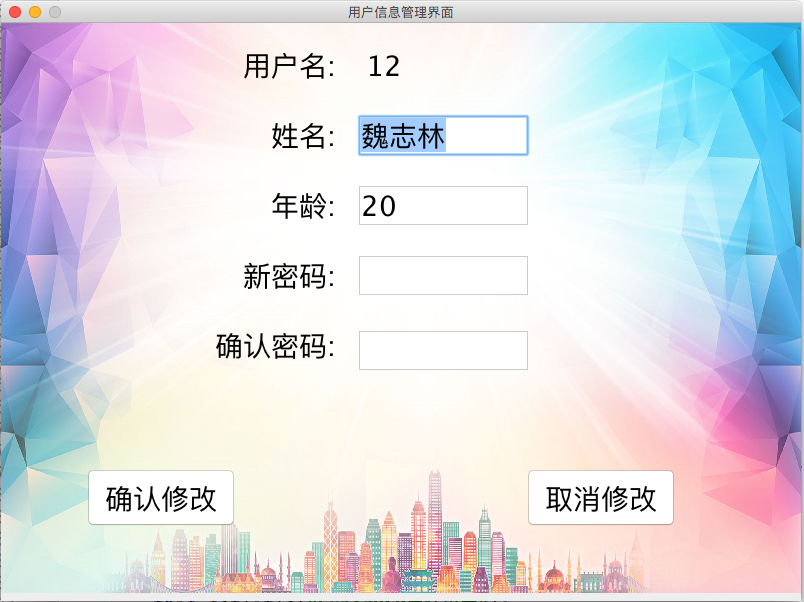 用户信息管理界面
用户名: 12
姓名: 魏志林
年龄: 20
新密码:
确认密码:
确认修改 取消修改